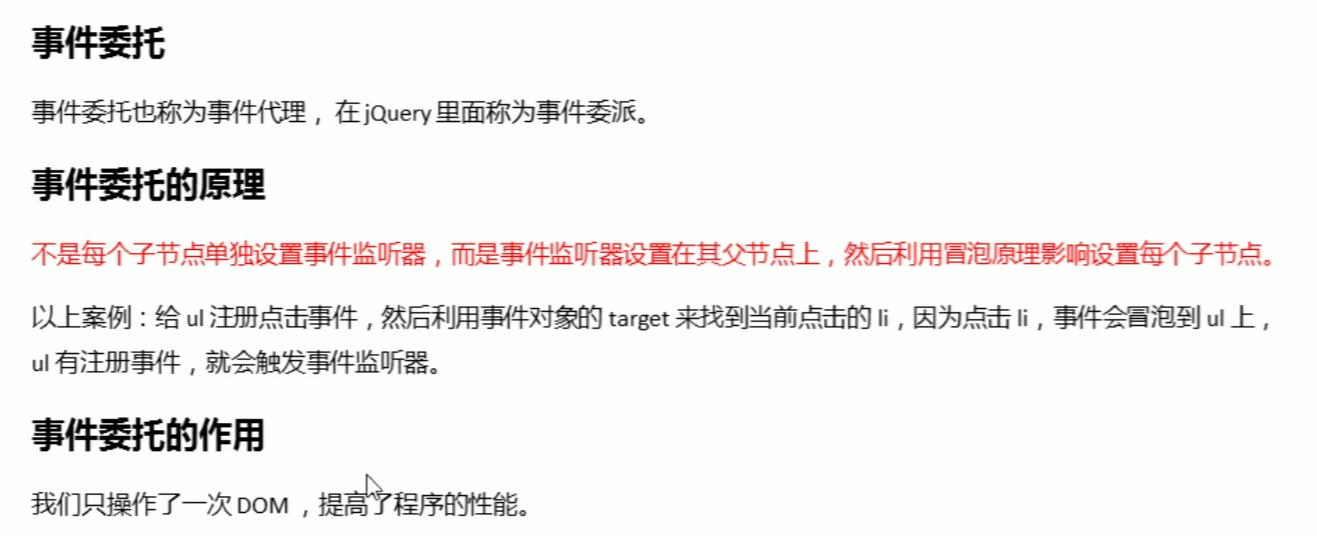 事件委托
事件委托也称为事件代理，在 jQuery 里面称为事件委派。
事件委托的原理
不是每个子节点单独设置事件监听器，而是事件监听器设置在其父节点上，然后利用冒泡原理影响设置每个子节点。
以上案例：给 ul 注册点击事件，然后利用事件对象的 target 来找到当前点击的 li，因为点击 li，事件会冒泡到 ul 上，
ul 有注册事件，就会触发事件监听器。
事件委托的作用
我们只操作了一次 DOM ，提高了程序的性能。